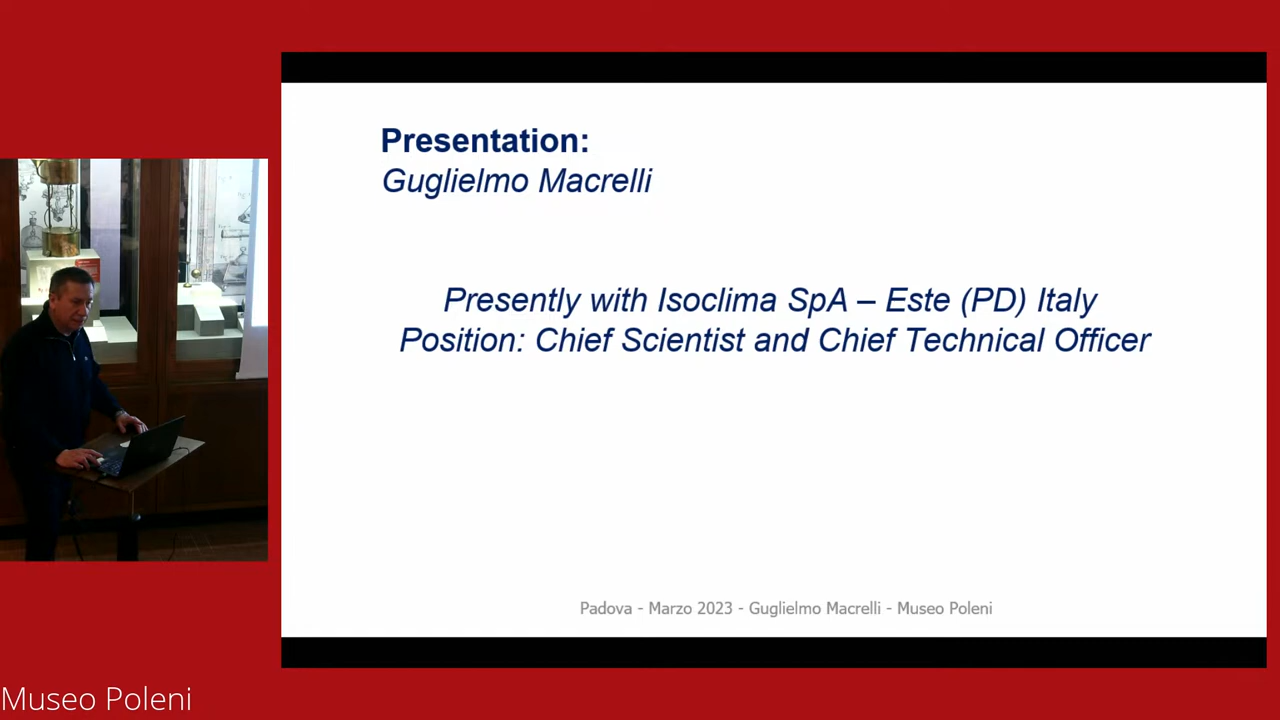 Presentation:
Guglielmo Macrelli
Presently with Isoclima SpA – Este (PD) Italy
Position: Chief Scientist and Chief Technical Officer
Padova - Marzo 2023 - Guglielmo Macrelli - Museo Poleni
Museo Poleni